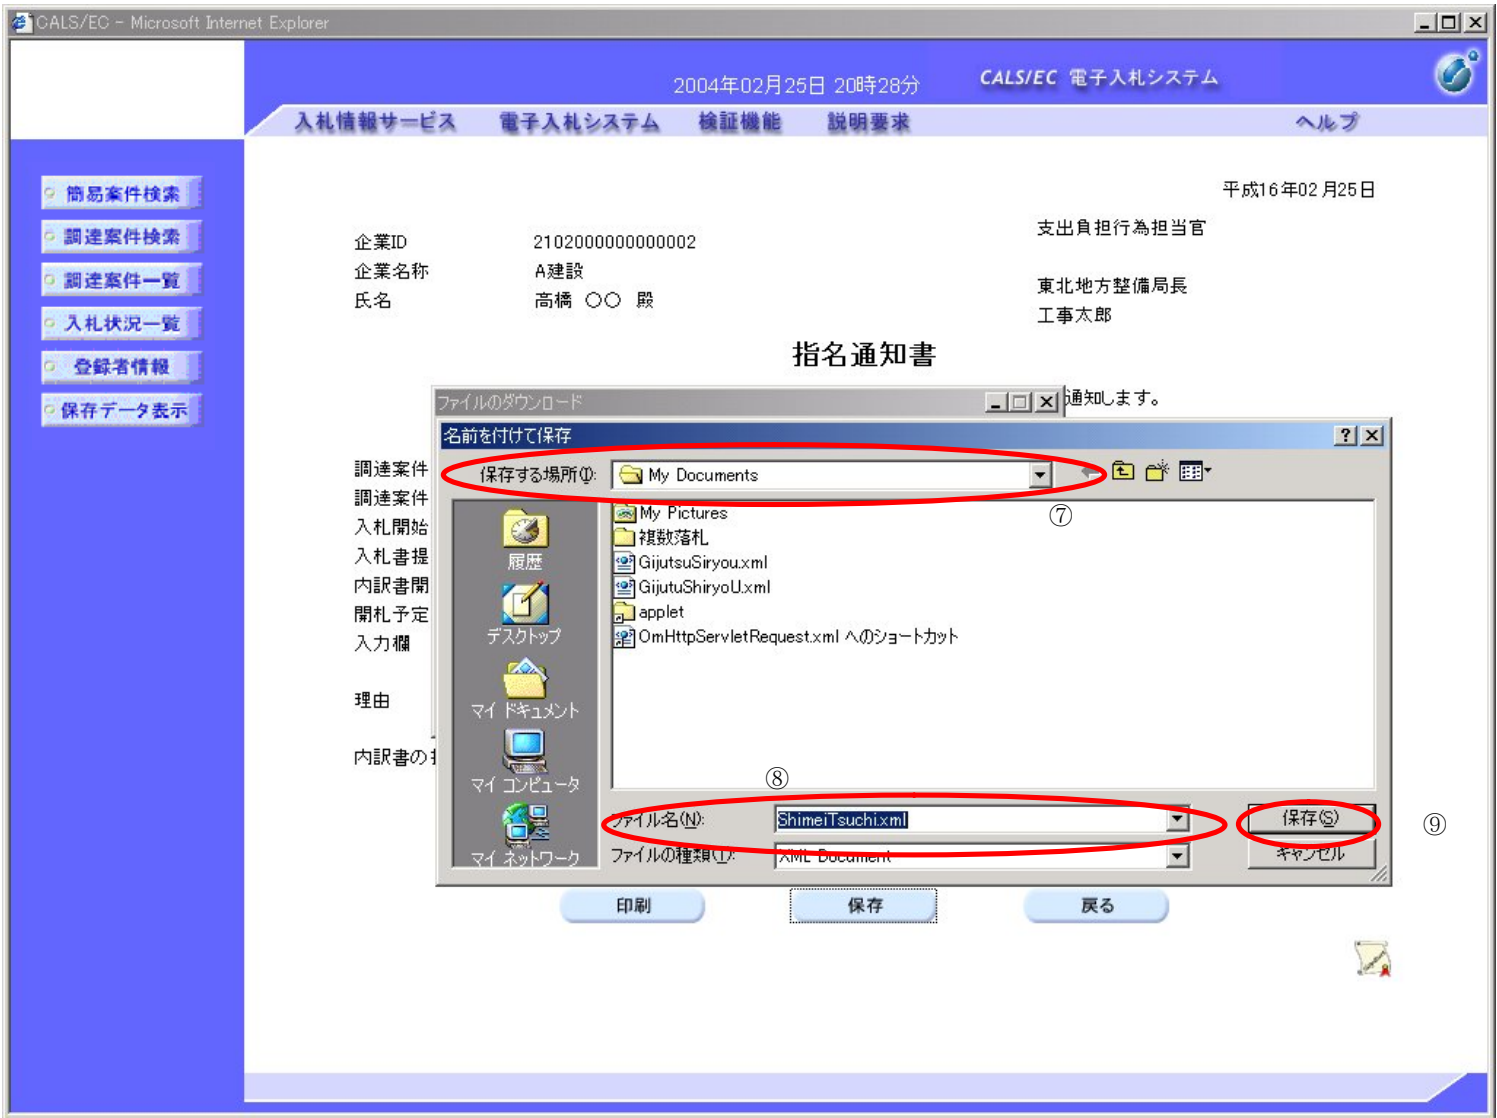 CALS/EC - Microsoft Internet Explorer
2004年02月25日 20時28分
CALS/EC 電子入札システム
入札情報サービス 電子入札システム 検証機能 説明要求 ヘルプ
簡易案件検索
調達案件検索
調達案件一覧
入札状況一覧
登録者情報
保存データ表示
平成16年02月25日
支出負担行為担当官
企業ID 2102000000000002
企業名称 A建設
東北地方整備局長
氏名 高橋 〇〇 殿
工事太郎
指名通知書
通知します。
ファイルのダウンロード
名前を付けて保存
保存する場所(I): My Documents
⑦
調達案件
調達案件
入札開始
入札書提
内訳書開
開札予定
入力欄
理由
内訳書の
履歴
デスクトップ
マイ ドキュメント
マイ コンピュータ
マイ ネットワーク
My Pictures
複数落札
GijutsuSiryou.xml
GijutuShiryoU.xml
applet
OmHttpServletRequest.xml へのショートカット
⑧
ファイル名(N): ShimeiTsuchi.xml 保存(S)
⑨
ファイルの種類(T): XML Document キャンセル
印刷 保存 戻る